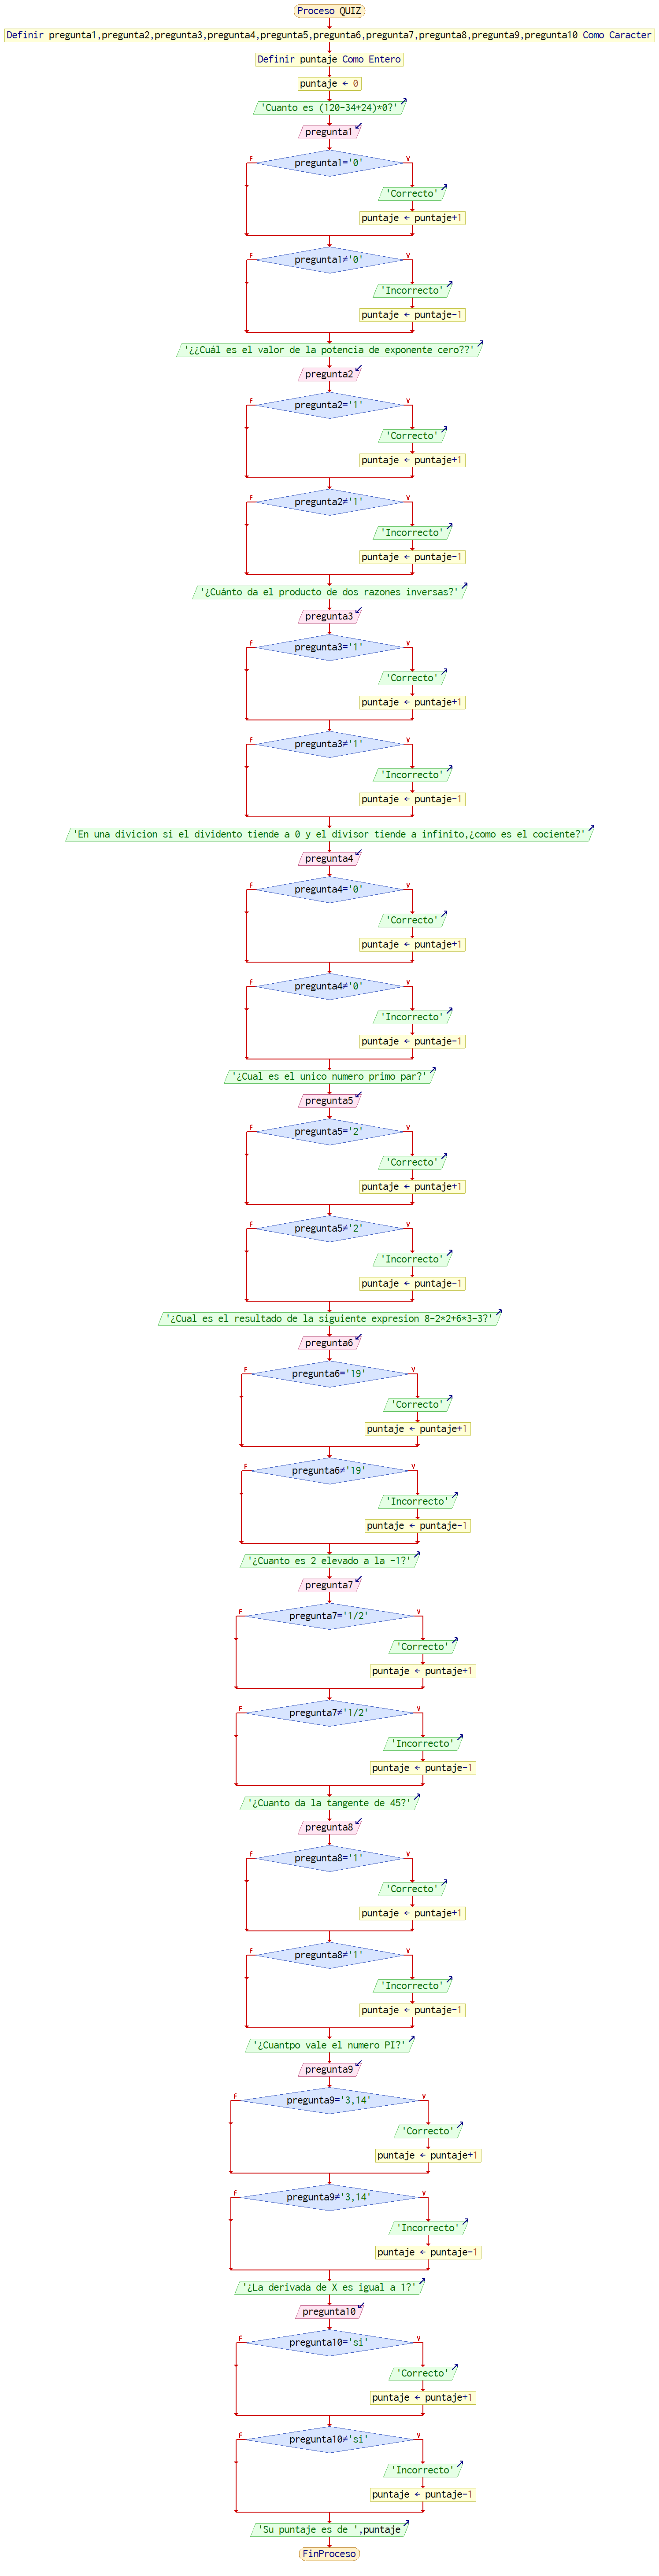 Proceso QUIZ
Definir pregunta1,pregunta2,pregunta3,pregunta4,pregunta5,pregunta6,pregunta7,pregunta8,pregunta9,pregunta10 Como Caracter
Definir puntaje Como Entero
puntaje ← 0
'Cuanto es (120-34+24)*0?'
pregunta1
F pregunta1='0' V
'Correcto'
puntaje ← puntaje+1
F pregunta1≠'0' V
'Incorrecto'
puntaje ← puntaje-1
'¿¿Cuál es el valor de la potencia de exponente cero??'
pregunta2
F pregunta2='1' V
'Correcto'
puntaje ← puntaje+1
F pregunta2≠'1' V
'Incorrecto'
puntaje ← puntaje-1
'¿Cuánto da el producto de dos razones inversas?'
pregunta3
F pregunta3='1' V
'Correcto'
puntaje ← puntaje+1
F pregunta3≠'1' V
'Incorrecto'
puntaje ← puntaje-1
'En una divicion si el dividento tiende a 0 y el divisor tiende a infinito,¿como es el cociente?'
pregunta4
F pregunta4='0' V
'Correcto'
puntaje ← puntaje+1
F pregunta4≠'0' V
'Incorrecto'
puntaje ← puntaje-1
'¿Cual es el unico numero primo par?'
pregunta5
F pregunta5='2' V
'Correcto'
puntaje ← puntaje+1
F pregunta5≠'2' V
'Incorrecto'
puntaje ← puntaje-1
'¿Cual es el resultado de la siguiente expresion 8-2*2+6*3-3?'
pregunta6
F pregunta6='19' V
'Correcto'
puntaje ← puntaje+1
F pregunta6≠'19' V
'Incorrecto'
puntaje ← puntaje-1
'¿Cuanto es 2 elevado a la -1?'
pregunta7
F pregunta7='1/2' V
'Correcto'
puntaje ← puntaje+1
F pregunta7≠'1/2' V
'Incorrecto'
puntaje ← puntaje-1
'¿Cuanto da la tangente de 45?'
pregunta8
F pregunta8='1' V
'Correcto'
puntaje ← puntaje+1
F pregunta8≠'1' V
'Incorrecto'
puntaje ← puntaje-1
'¿Cuantpo vale el numero PI?'
pregunta9
F pregunta9='3,14' V
'Correcto'
puntaje ← puntaje+1
F pregunta9≠'3,14' V
'Incorrecto'
puntaje ← puntaje-1
'¿La derivada de X es igual a 1?'
pregunta10
F pregunta10='si' V
'Correcto'
puntaje ← puntaje+1
F pregunta10≠'si' V
'Incorrecto'
puntaje ← puntaje-1
'Su puntaje es de ',puntaje
FinProceso